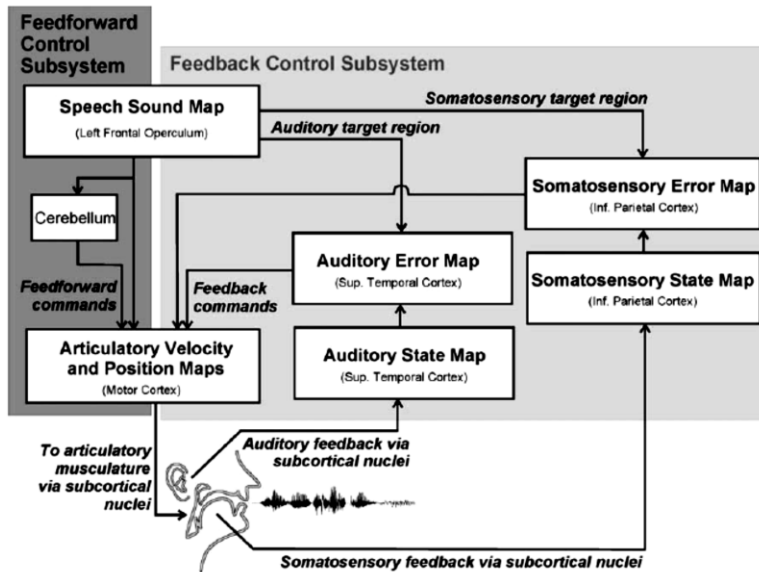 Feedforward
Control
Subsystem
Feedback Control Subsystem
Speech Sound Map
(Left Frontal Operculum)
Somatosensory target region
Auditory target region
Cerebellum
Somatosensory Error Map
(Inf. Parietal Cortex)
Auditory Error Map
(Sup. Temporal Cortex)
Somatosensory State Map
(Inf. Parietal Cortex)
Feedforward
commands
Feedback
commands
Articulatory Velocity
and Position Maps
(Motor Cortex)
Auditory State Map
(Sup. Temporal Cortex)
To articulatory
musculature
via subcortical
nuclei
Auditory feedback via
subcortical nuclei
Somatosensory feedback via subcortical nuclei